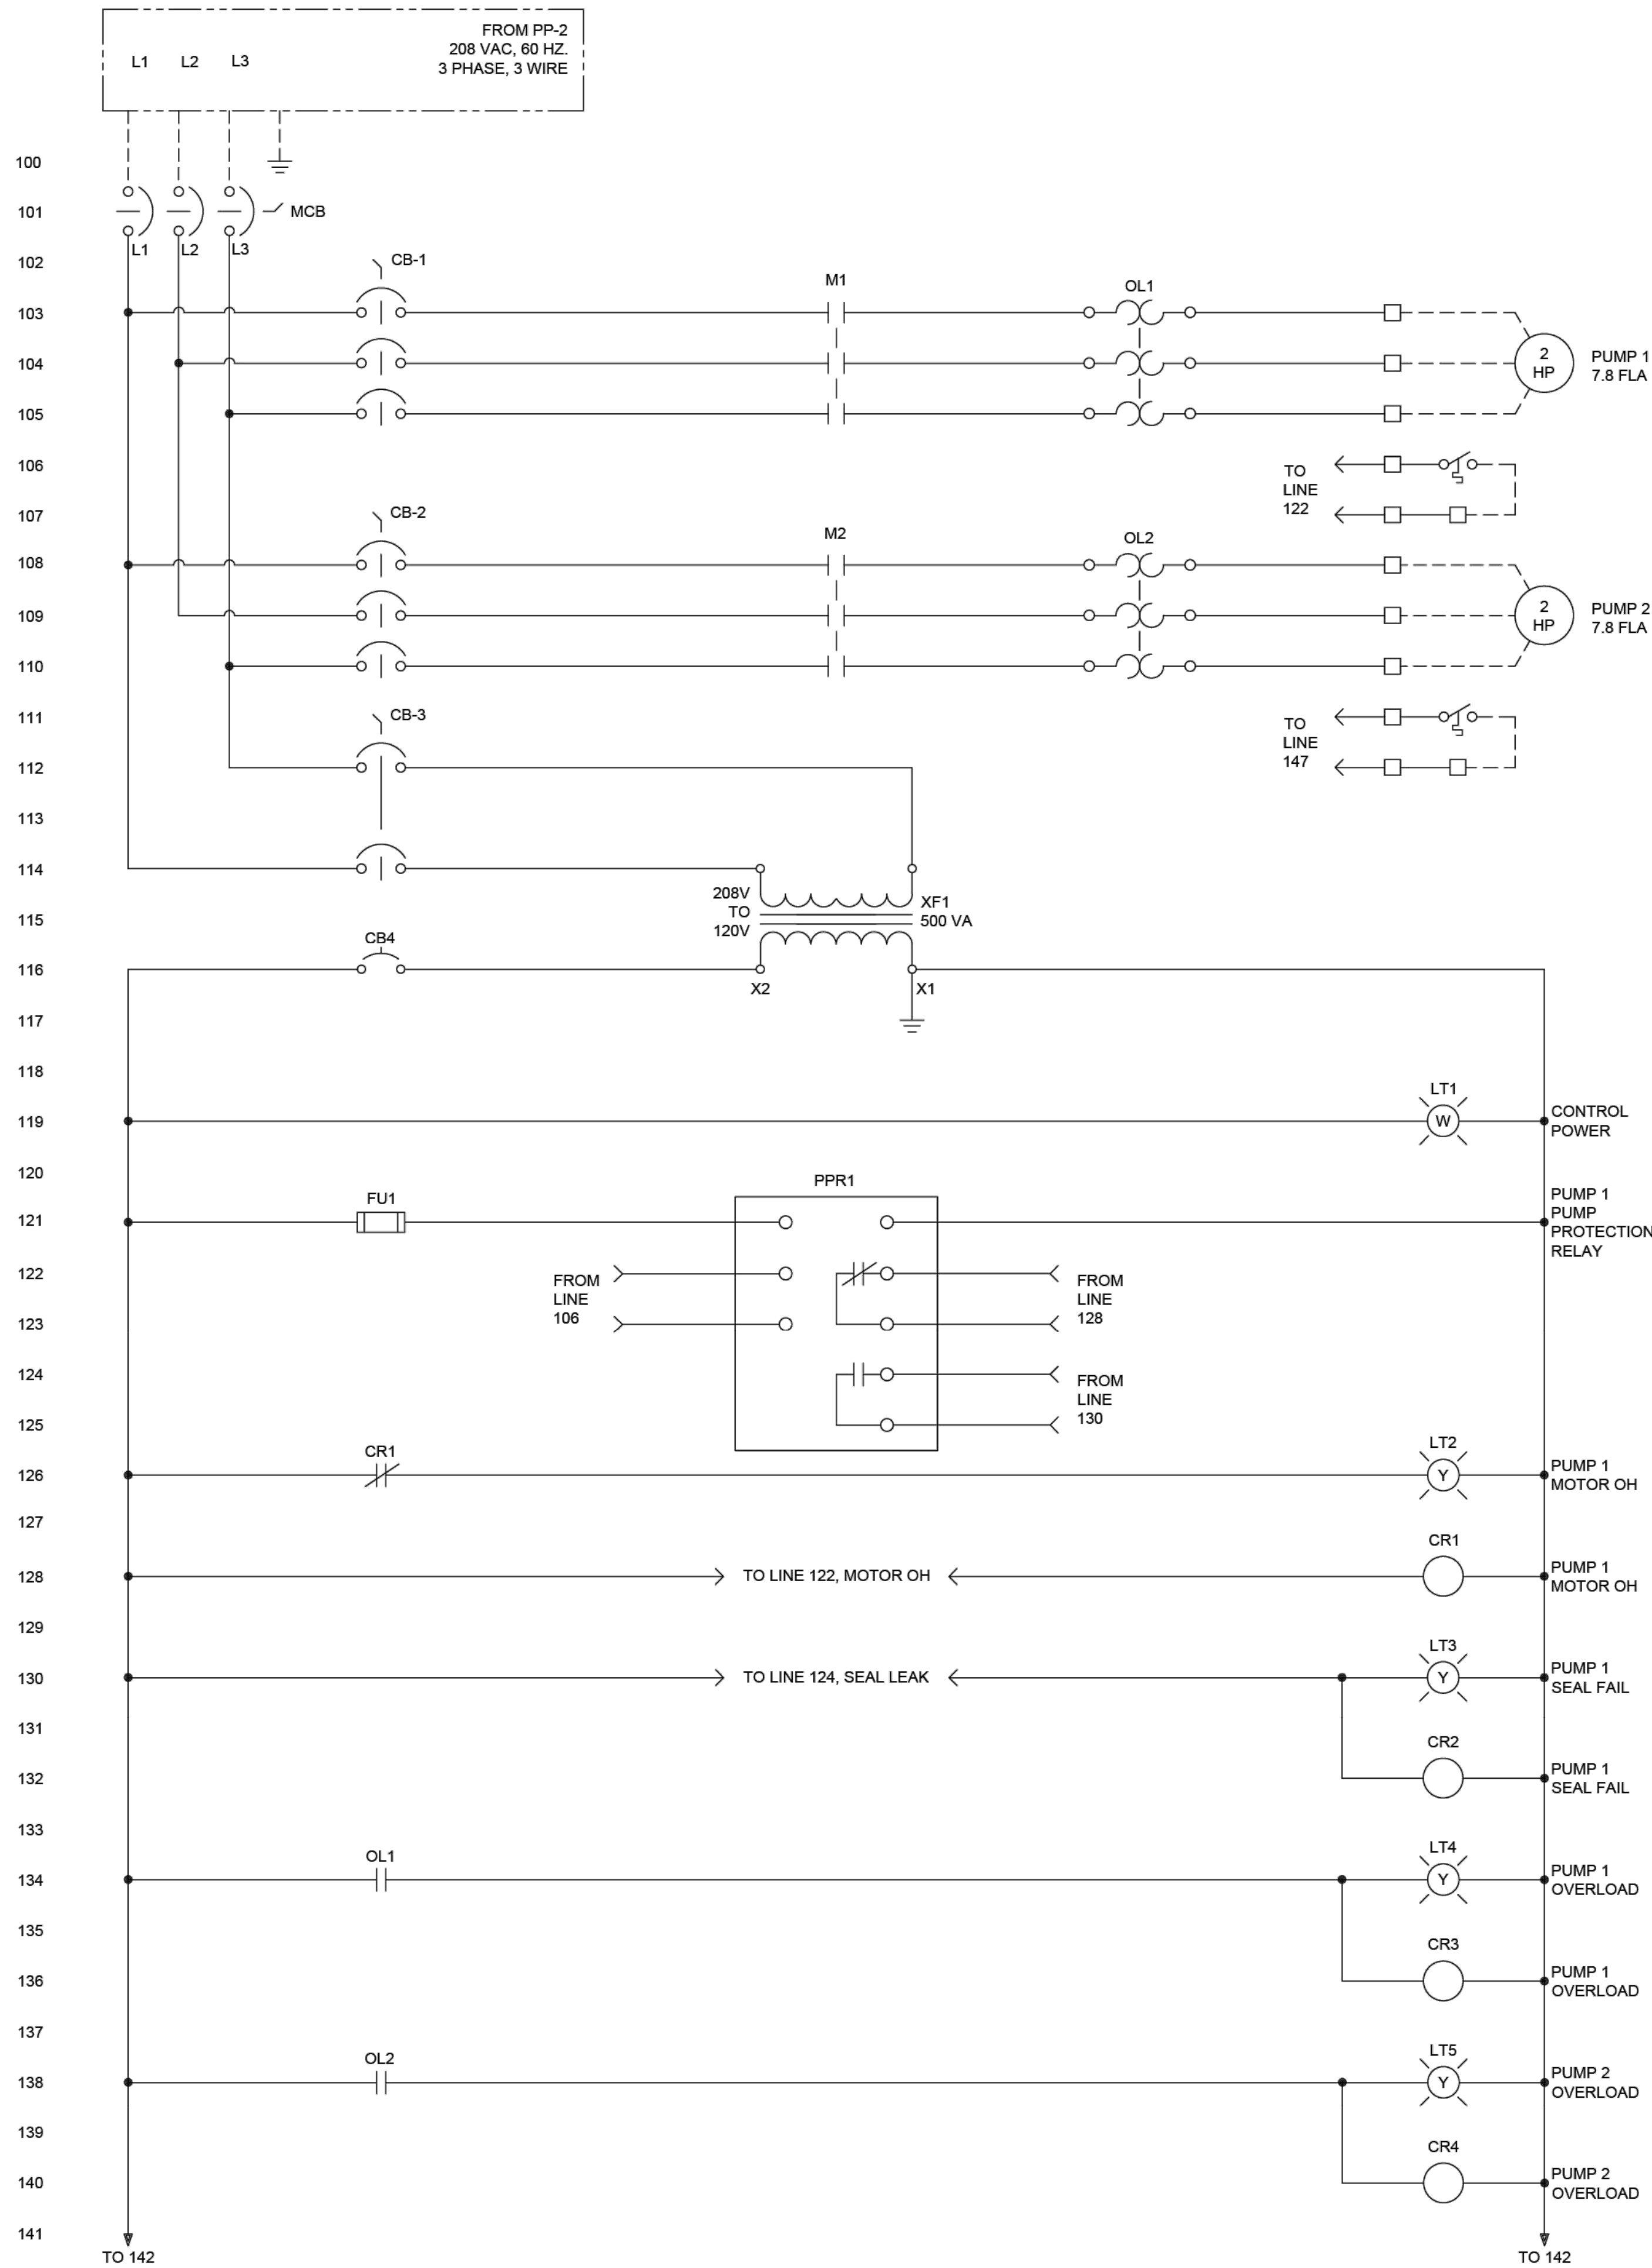 FROM PP-2
208 VAC, 60 HZ.
3 PHASE, 3 WIRE
L1 L2 L3
100
101
MCB
L1 L2 L3
102
CB-1
M1
OL1
103
104
2
HP
PUMP 1
7.8 FLA
105
106
TO
LINE
122
107
CB-2
M2
OL2
108
109
2
HP
PUMP 2
7.8 FLA
110
111
CB-3
TO
LINE
147
112
113
114
208V
TO
120V
XF1
500 VA
115
CB4
116
X2
X1
117
118
LT1
119
W
CONTROL
POWER
120
PPR1
FU1
121
PUMP 1
PUMP
PROTECTION
RELAY
122
FROM
LINE
106
FROM
LINE
128
123
124
FROM
LINE
130
125
CR1
LT2
126
Y
PUMP 1
MOTOR OH
127
CR1
128
TO LINE 122, MOTOR OH
PUMP 1
MOTOR OH
129
LT3
130
TO LINE 124, SEAL LEAK
Y
PUMP 1
SEAL FAIL
131
CR2
132
PUMP 1
SEAL FAIL
133
OL1
LT4
134
Y
PUMP 1
OVERLOAD
135
CR3
136
PUMP 1
OVERLOAD
137
OL2
LT5
138
Y
PUMP 2
OVERLOAD
139
CR4
140
PUMP 2
OVERLOAD
141
TO 142
TO 142